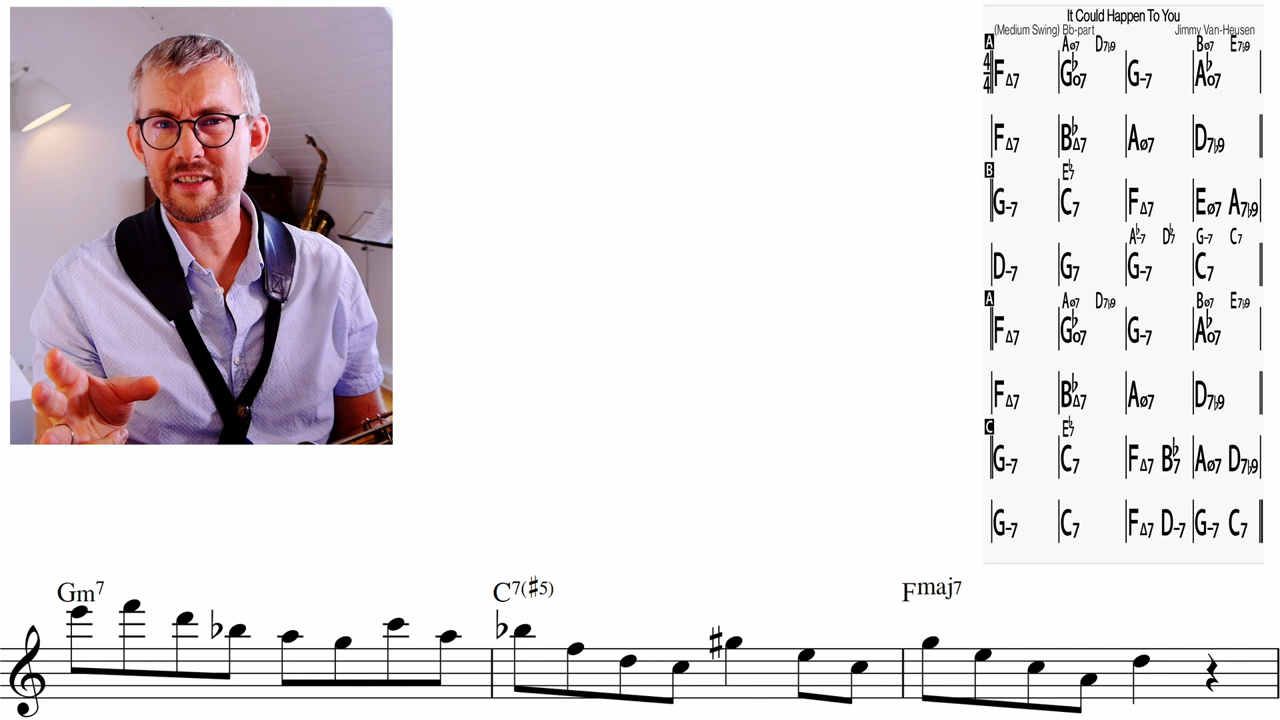 It Could Happen To You
(Medium Swing) Bb-part Jimmy Van-Heusen
A Aø7 D7♭9 Bø7 E7♭9
4/4 FΔ7 G♭o7 G-7 A♭o7
FΔ7 B♭Δ7 Aø7 D7♭9
B E♭7
G-7 C7 FΔ7 Eø7 A7♭9
A♭-7 D♭7 G-7 C7
D-7 G7 G-7 C7
A Aø7 D7♭9 Bø7 E7♭9
FΔ7 G♭o7 G-7 A♭o7
FΔ7 B♭Δ7 Aø7 D7♭9
C E♭7
G-7 C7 FΔ7 B♭7 Aø7 D7♭9
G-7 C7 FΔ7 D-7 G-7 C7
Gm7 C7(♯5) Fmaj7